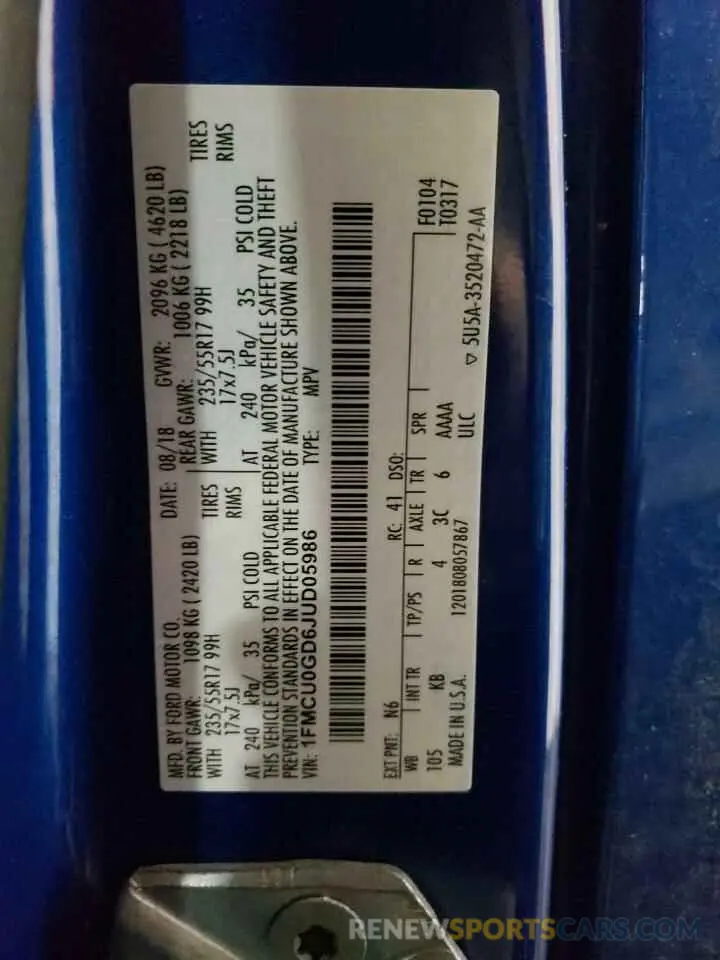 MFD. BY FORD MOTOR CO.
DATE: 08/18 GVWR: 2096 KG ( 4620 LB)
FRONT GAWR: 1098 KG ( 2420 LB) REAR GAWR: 1006 KG ( 2218 LB)
WITH 235/55R17 99H TIRES WITH 235/55R17 99H TIRES
17x7.5J RIMS 17x7.5J RIMS
AT 240 kPa/ 35 PSI COLD AT 240 kPa/ 35 PSI COLD
THIS VEHICLE CONFORMS TO ALL APPLICABLE FEDERAL MOTOR VEHICLE SAFETY AND THEFT
PREVENTION STANDARDS IN EFFECT ON THE DATE OF MANUFACTURE SHOWN ABOVE.
VIN: 1FMCU0GD6JUD05986 TYPE: MPV
EXT PNT: N6 RC: 41 DSO:
WB INT TR TP/PS R AXLE TR SPR F0104
105 KB 4 3C 6 AAAA T0317
ULC
MADE IN U.S.A. 1201808057867 ▽ 5U5A-3520472-AA
RENEWSPORTSCARS.COM